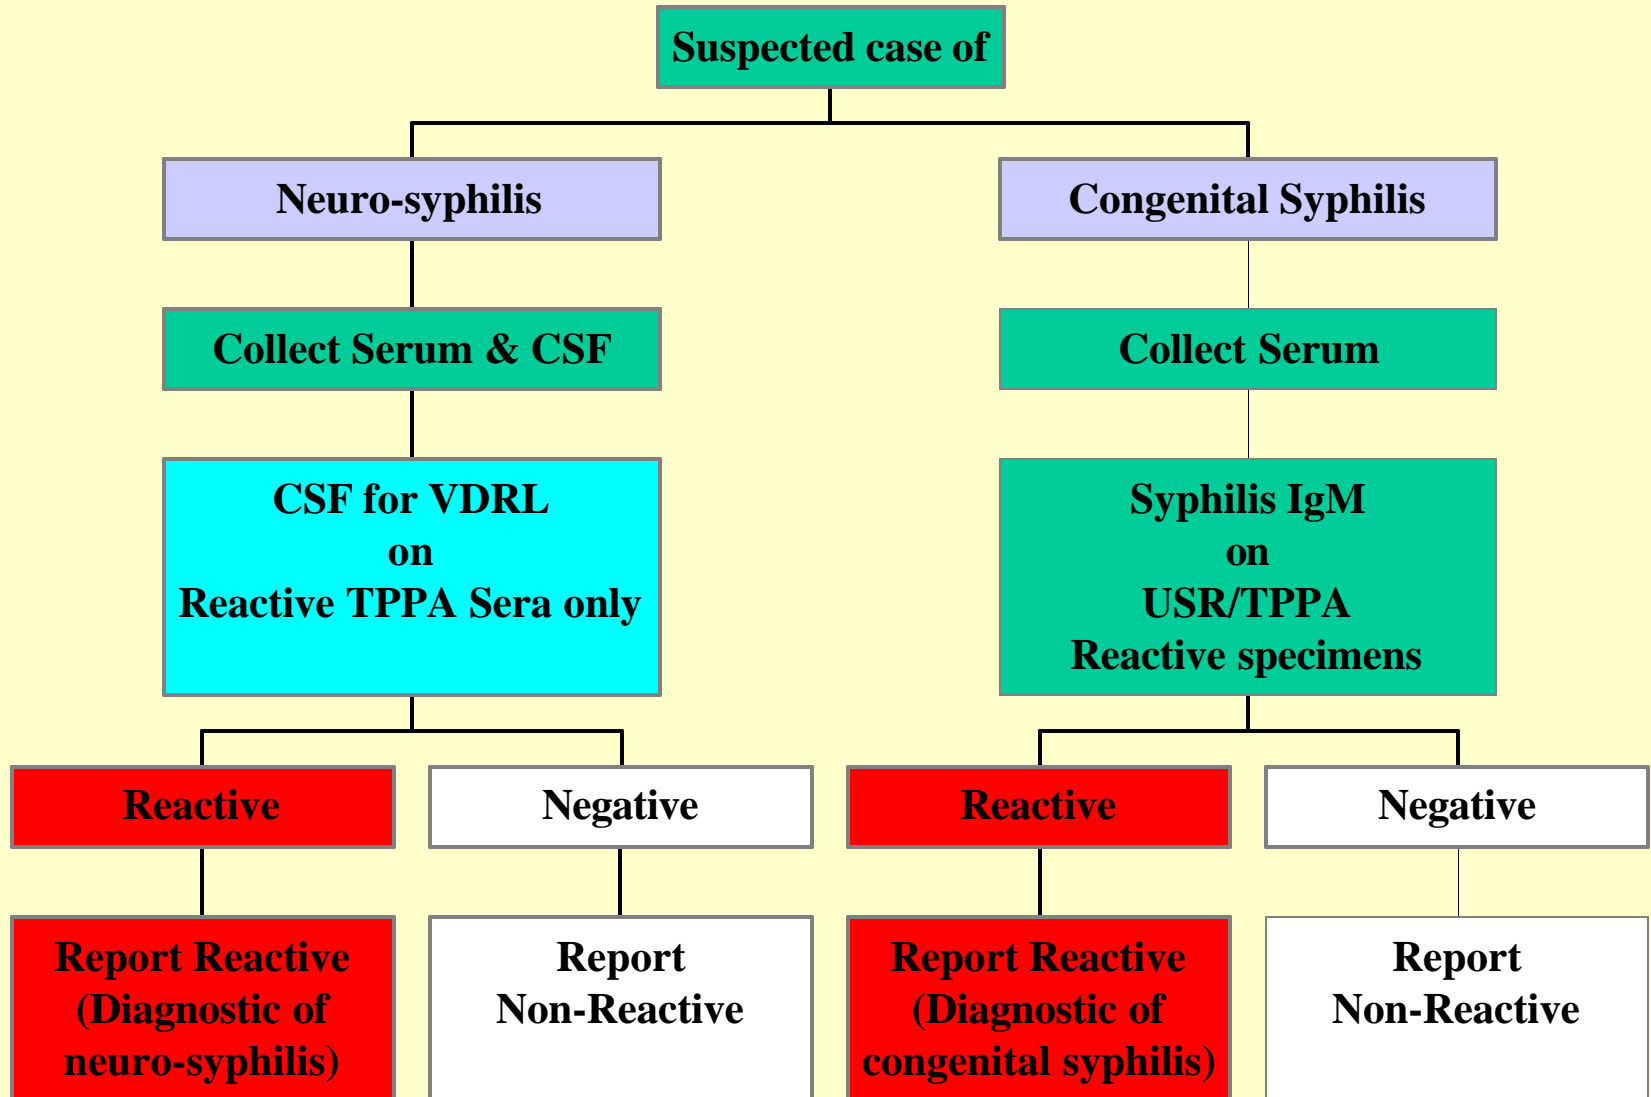 Suspected case of
Neuro-syphilis
Congenital Syphilis
Collect Serum & CSF
Collect Serum
CSF for VDRL
on
Reactive TPPA Sera only
Syphilis IgM
on
USR/TPPA
Reactive specimens
Reactive
Negative
Reactive
Negative
Report Reactive
(Diagnostic of
neuro-syphilis)
Report
Non-Reactive
Report Reactive
(Diagnostic of
congenital syphilis)
Report
Non-Reactive